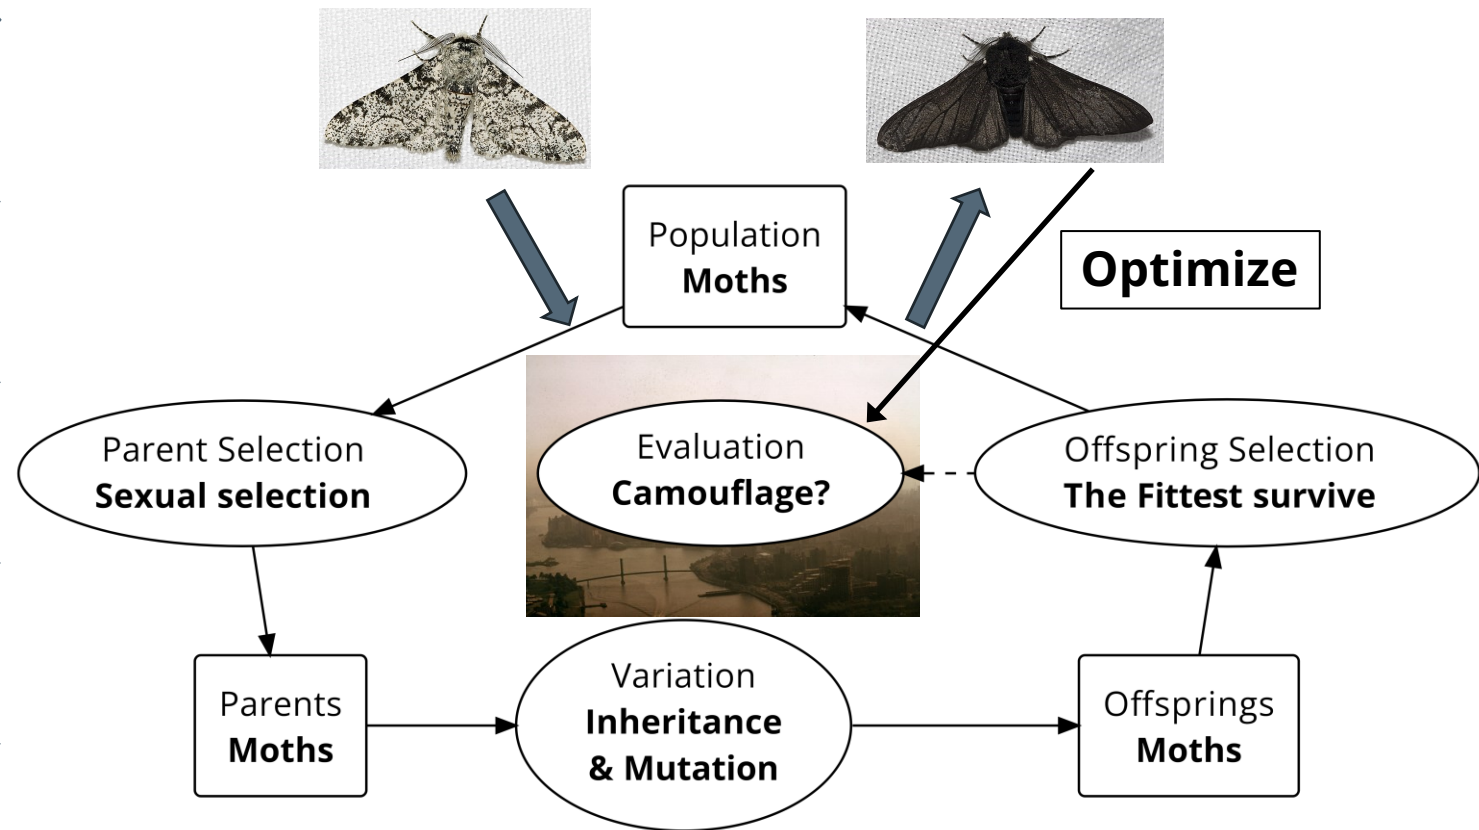 Population
Moths
Optimize
Parent Selection
Sexual selection
Evaluation
Camouflage?
Offspring Selection
The Fittest survive
Parents
Moths
Variation
Inheritance
& Mutation
Offsprings
Moths